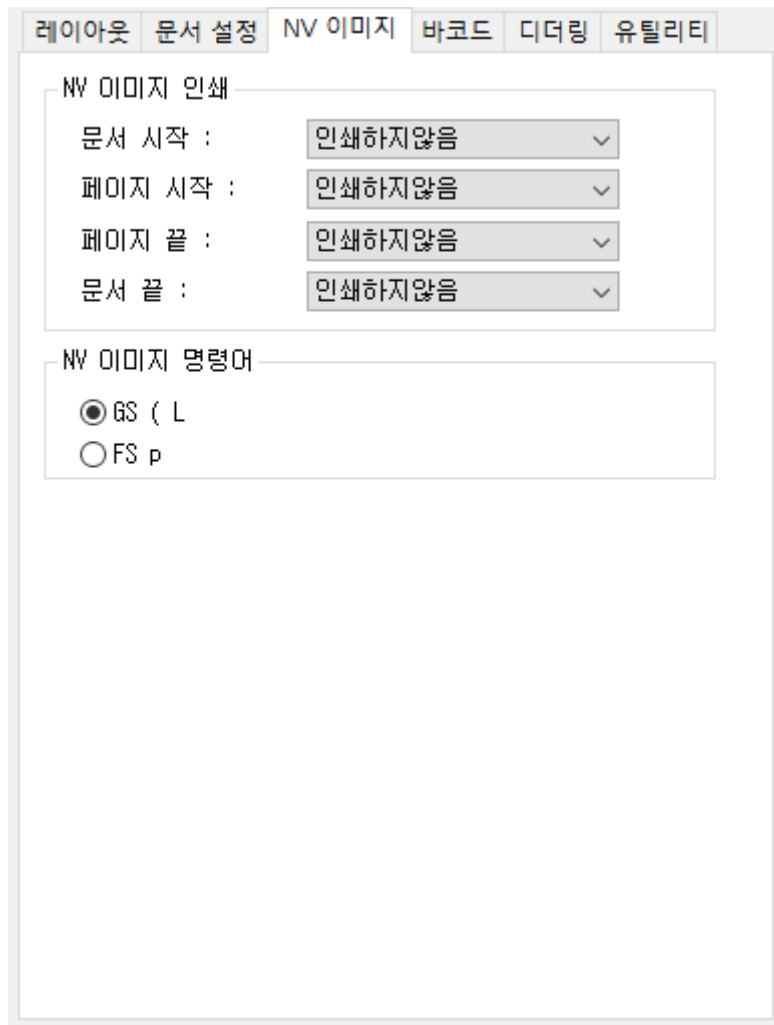 레이아웃 문서 설정 NV 이미지 바코드 디더링 유틸리티
NV 이미지 인쇄
문서 시작 : 인쇄하지않음
페이지 시작 : 인쇄하지않음
페이지 끝 : 인쇄하지않음
문서 끝 : 인쇄하지않음
NV 이미지 명령어
GS ( L
FS p